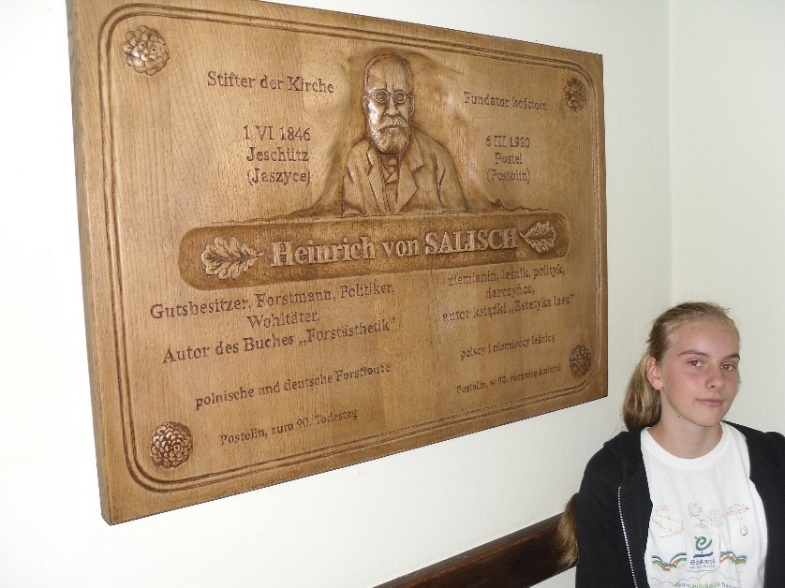 Stifter der Kirche
1 VI 1846
Jeschütz
(Jaszyce)
Fundator kościoła
6 III 1920
Postel
(Postolin)
Heinrich von SALISCH
Gutsbesitzer, Forstmann, Politiker,
Wohltäter,
Autor des Buches „Forstästhetik"
polnische und deutsche Forstleute
Postolin, zum 90. Todestag
ziemianin, leśnik, polityk,
darczyńca,
autor książki „Estetyka lasu"
polscy i niemieccy leśnicy
Postolin, w 90. rocznicę śmierci